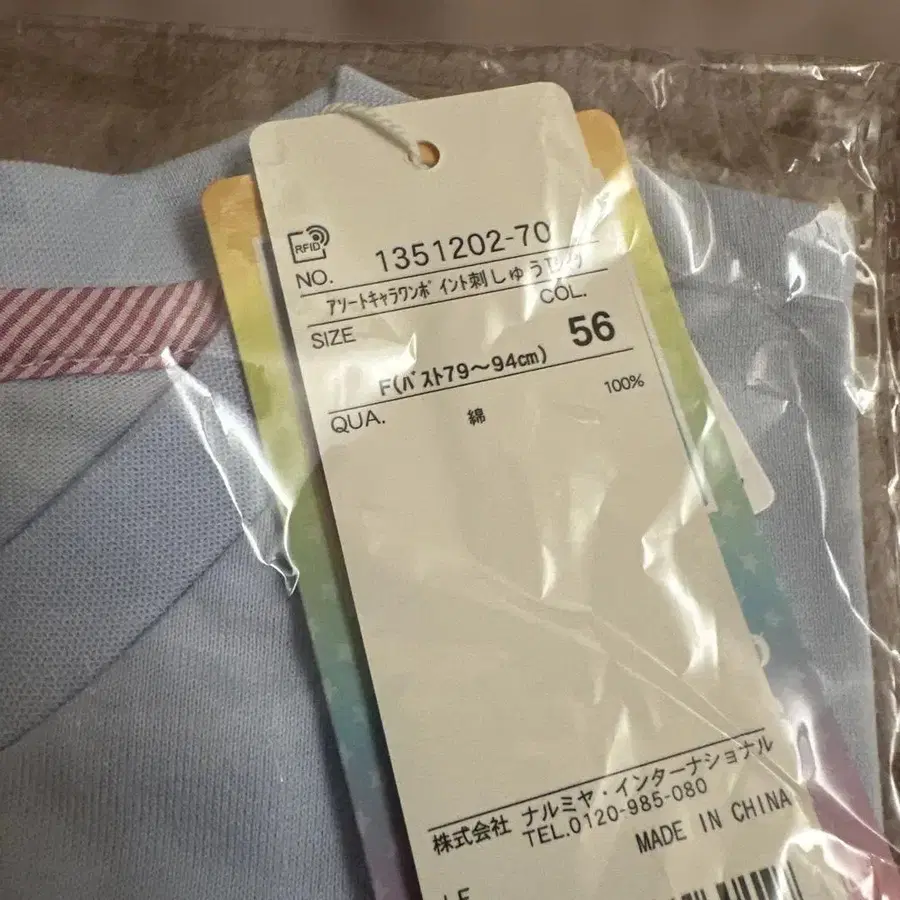 RFID
NO. 1351202-70
アソートキャラワンポイント刺しゅうTシャツ
SIZE COL.
F(バスト79〜94cm) 56
QUA. 綿 100%
株式会社 ナルミヤ・インターナショナル
TEL.0120-985-080
MADE IN CHINA